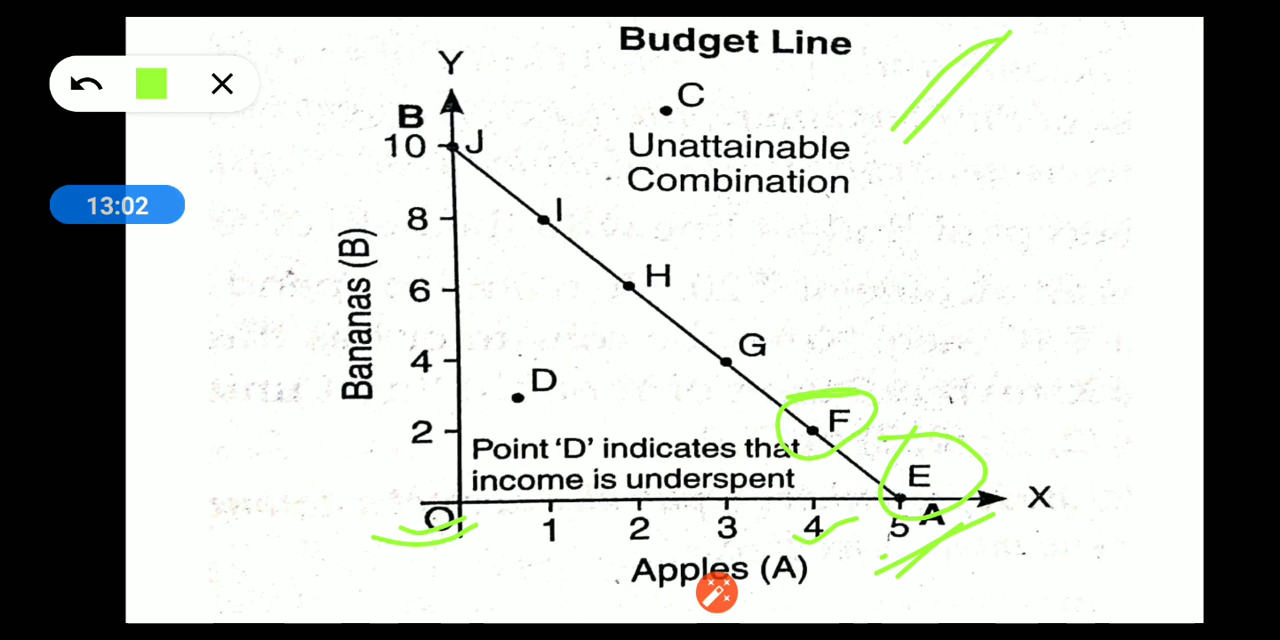 Budget Line
Y
C
B
10
J
Unattainable
Combination
13:02
8
I
6
H
Bananas (B)
4
G
D
2
F
Point ‘D’ indicates that
income is underspent
E
X
O
1
2
3
4
5
A
Apples (A)